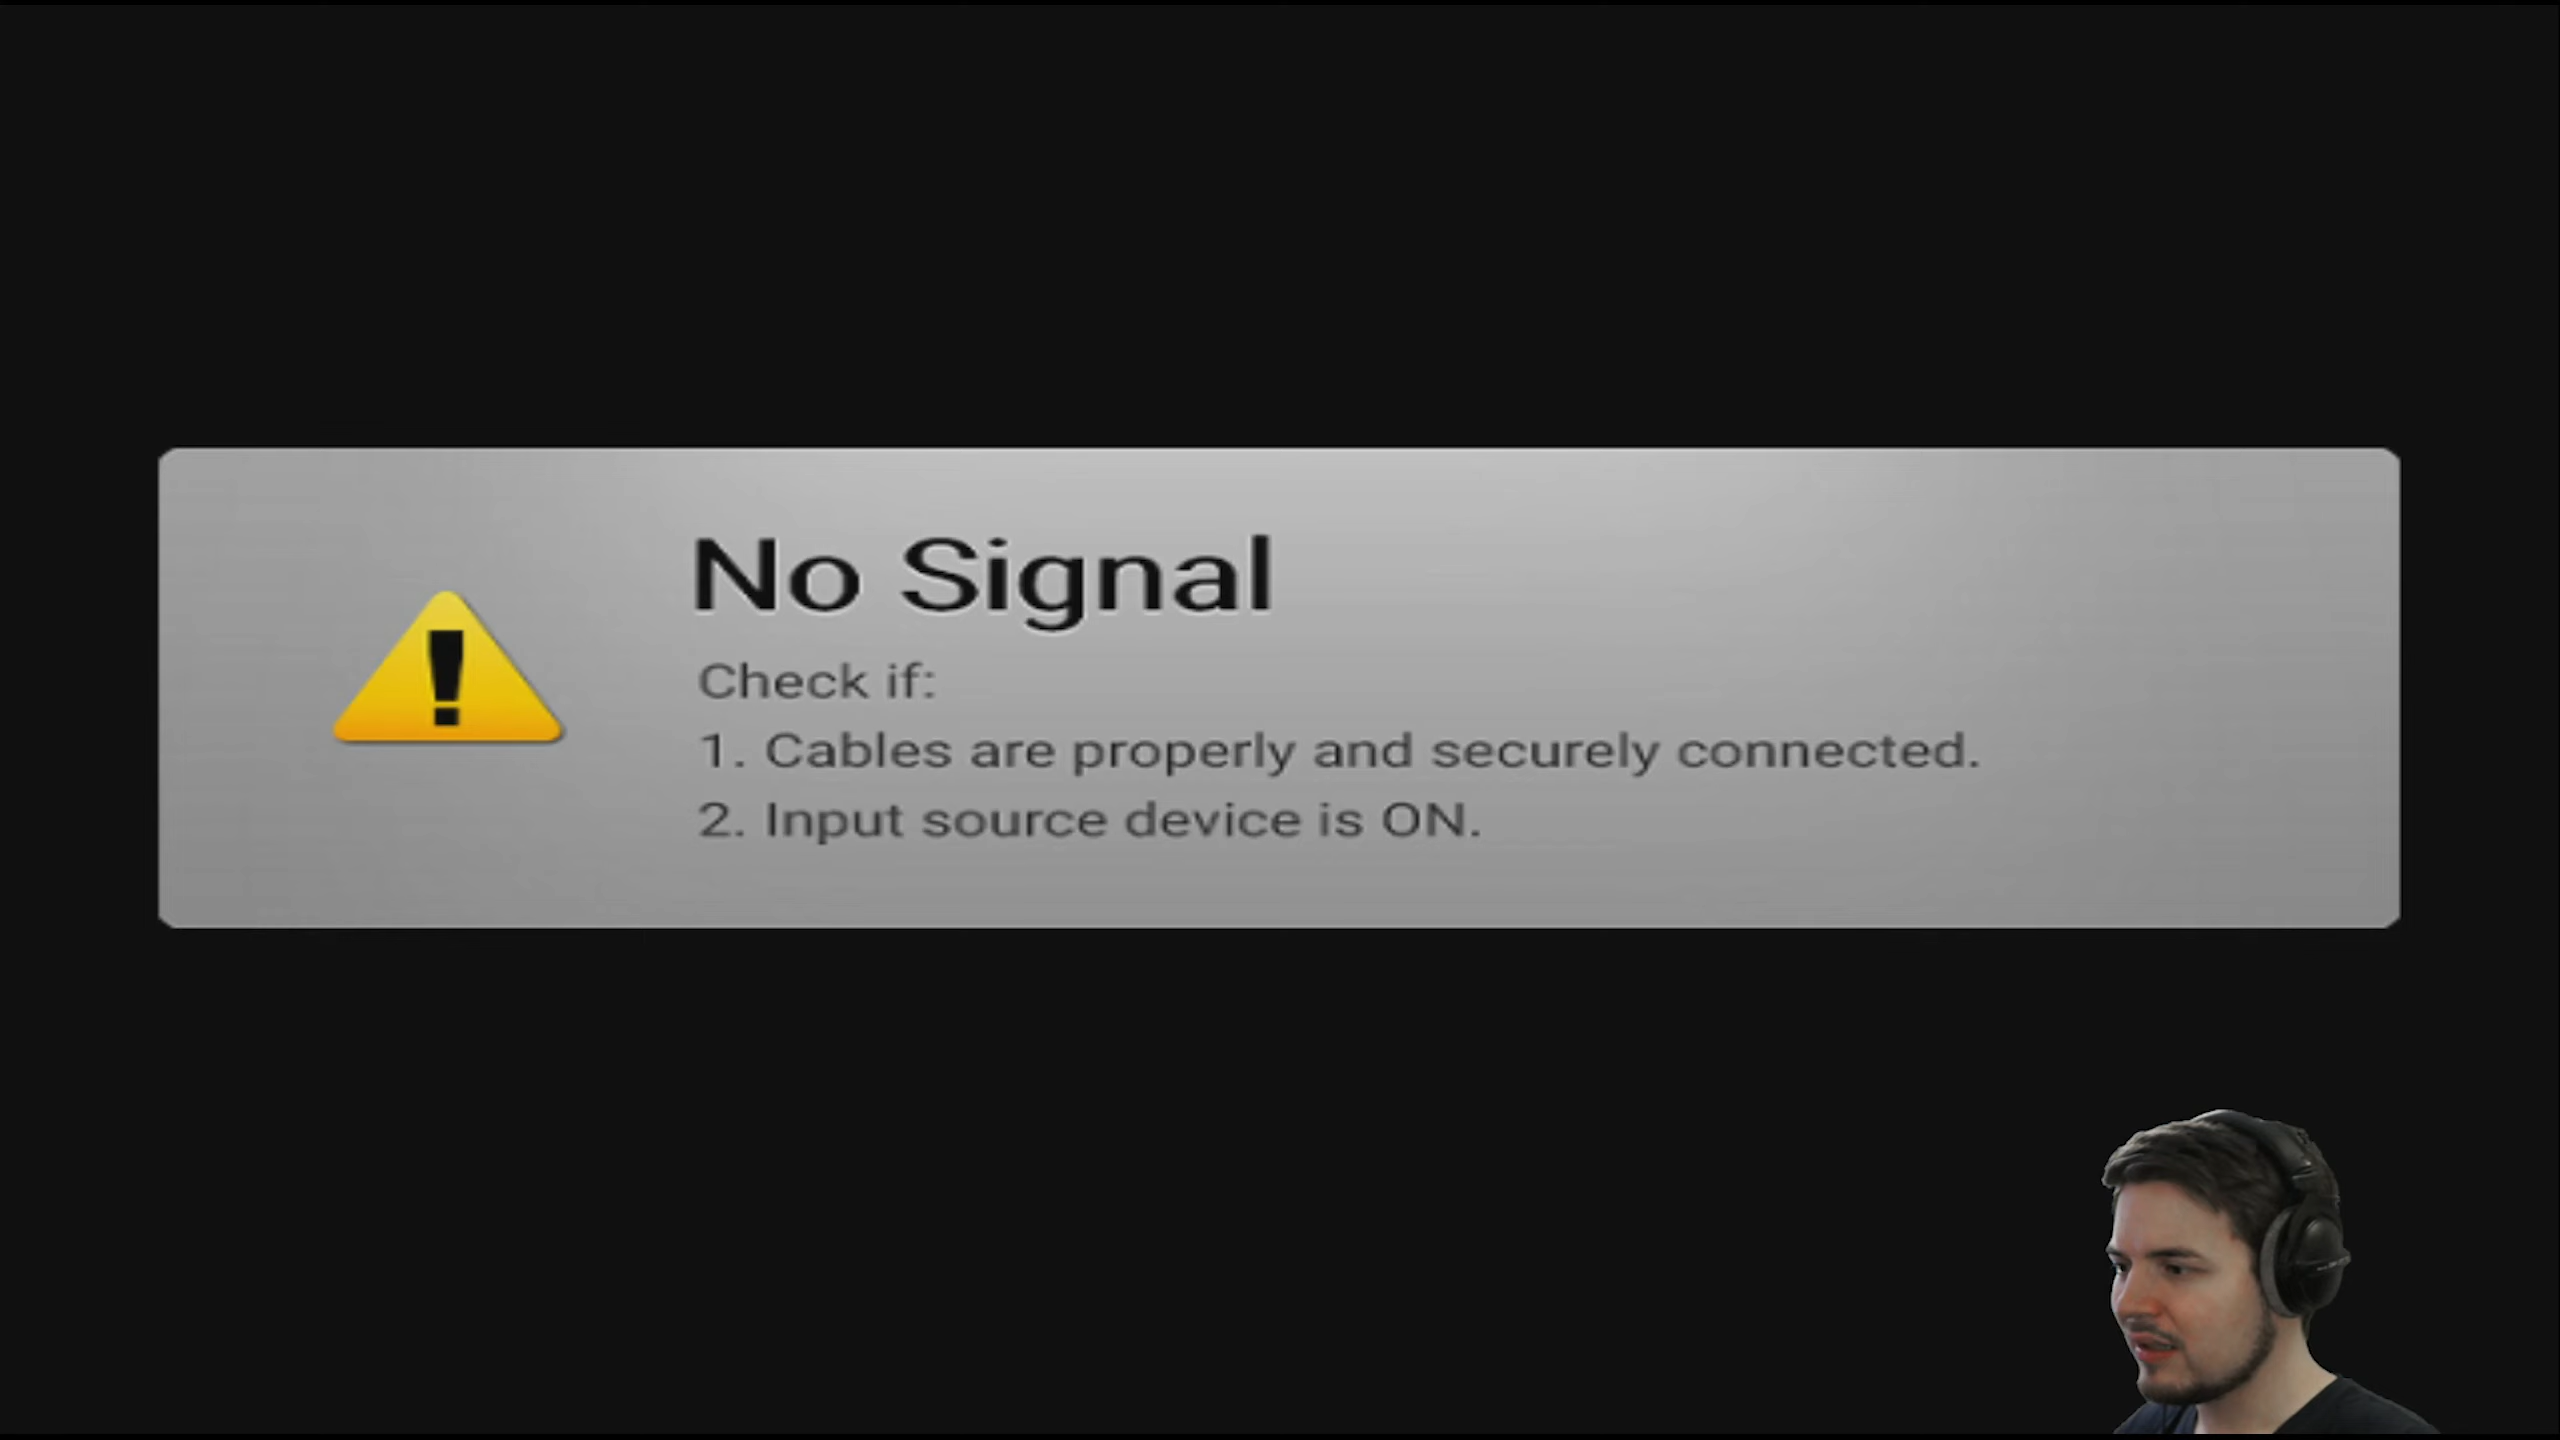 No Signal
Check if:
1. Cables are properly and securely connected.
2. Input source device is ON.